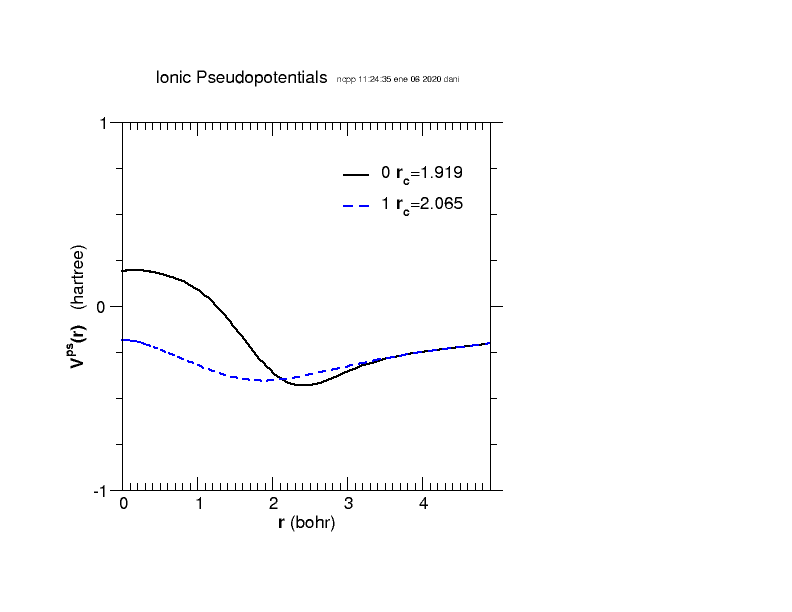 Ionic Pseudopotentials ncpp 11:24:35 ene 06 2020 dani
1
0 rc=1.919
1 rc=2.065
Vps(r) (hartree)
0
-1
0 1 2 3 4
r (bohr)